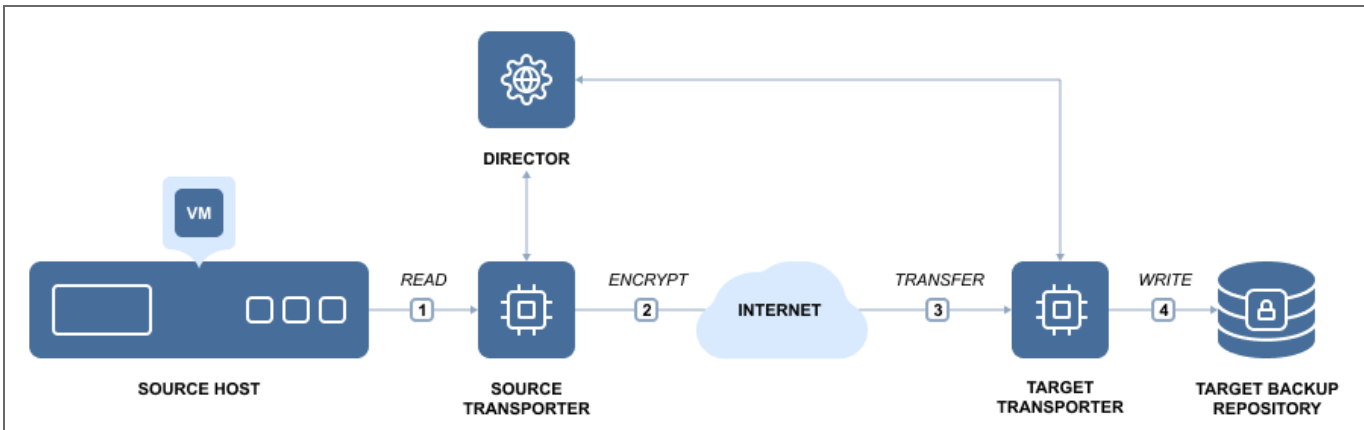 DIRECTOR
VM
READ
1
ENCRYPT
2
INTERNET
TRANSFER
3
WRITE
4
SOURCE HOST
SOURCE
TRANSPORTER
TARGET
TRANSPORTER
TARGET BACKUP
REPOSITORY